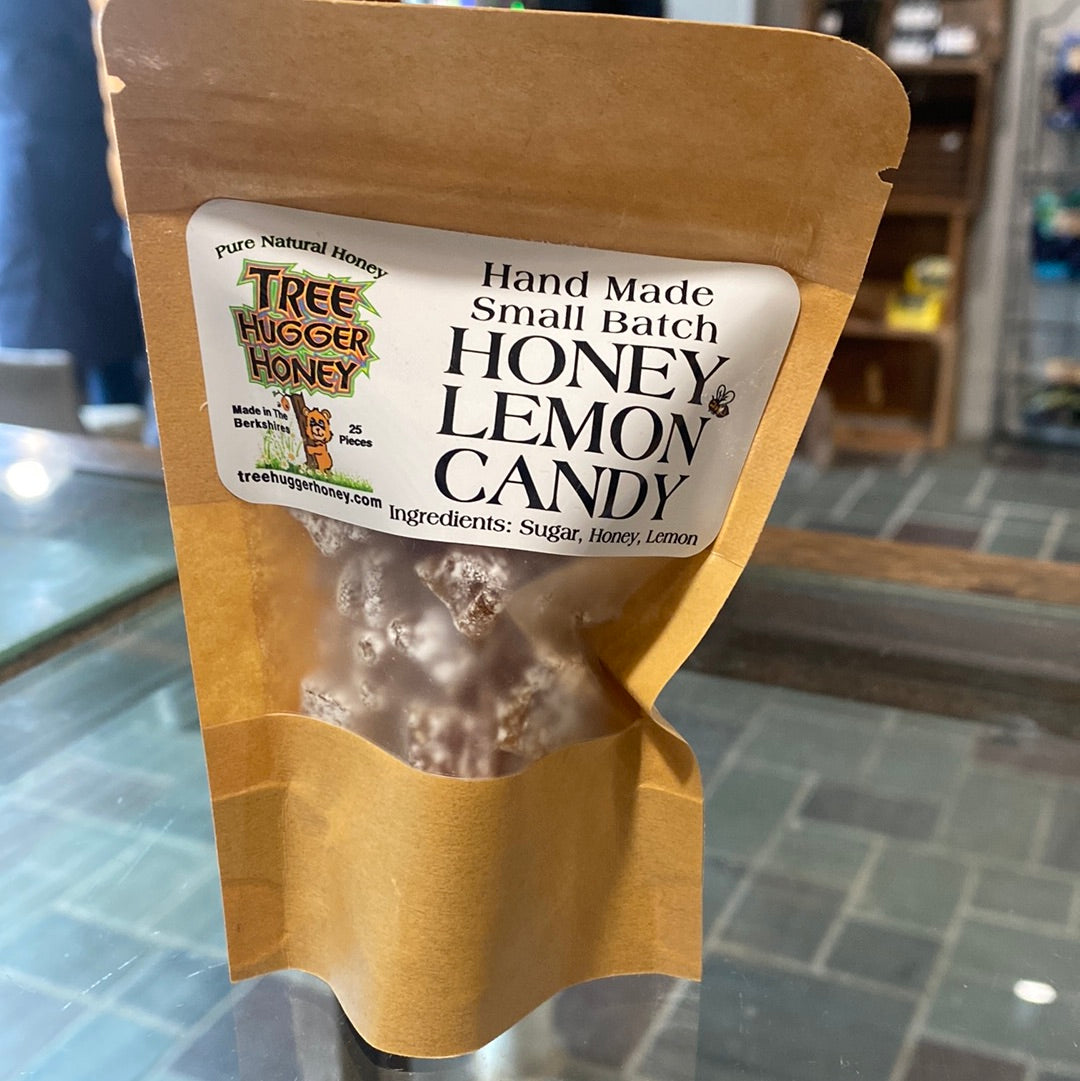 Pure Natural Honey
TREE
HUGGER
HONEY
Made in The
Berkshires
25
Pieces
treehuggerhoney.com
Hand Made
Small Batch
HONEY
LEMON
CANDY
Ingredients: Sugar, Honey, Lemon